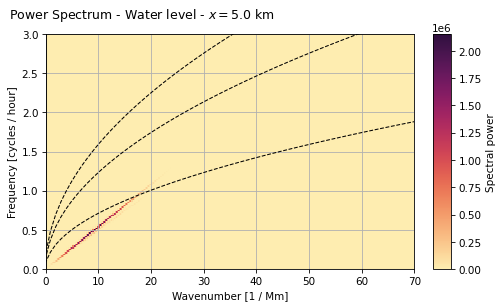 Power Spectrum - Water level - x = 5.0 km
1e6
3.0
2.5
2.0
1.5
1.0
0.5
0.0
Frequency [cycles / hour]
0 10 20 30 40 50 60 70
Wavenumber [1 / Mm]
2.00
1.75
1.50
1.25
1.00
0.75
0.50
0.25
0.00
Spectral power